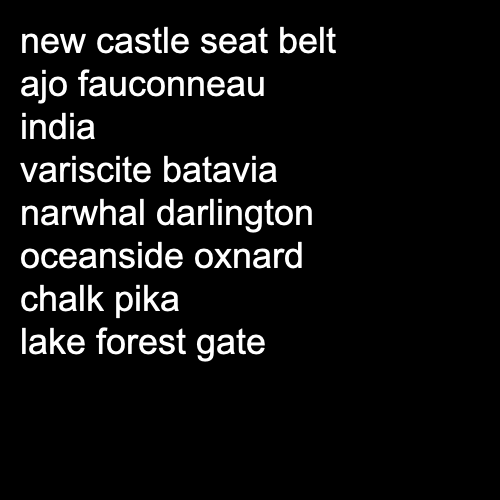 new castle seat belt
ajo fauconneau
india
variscite batavia
narwhal darlington
oceanside oxnard
chalk pika
lake forest gate